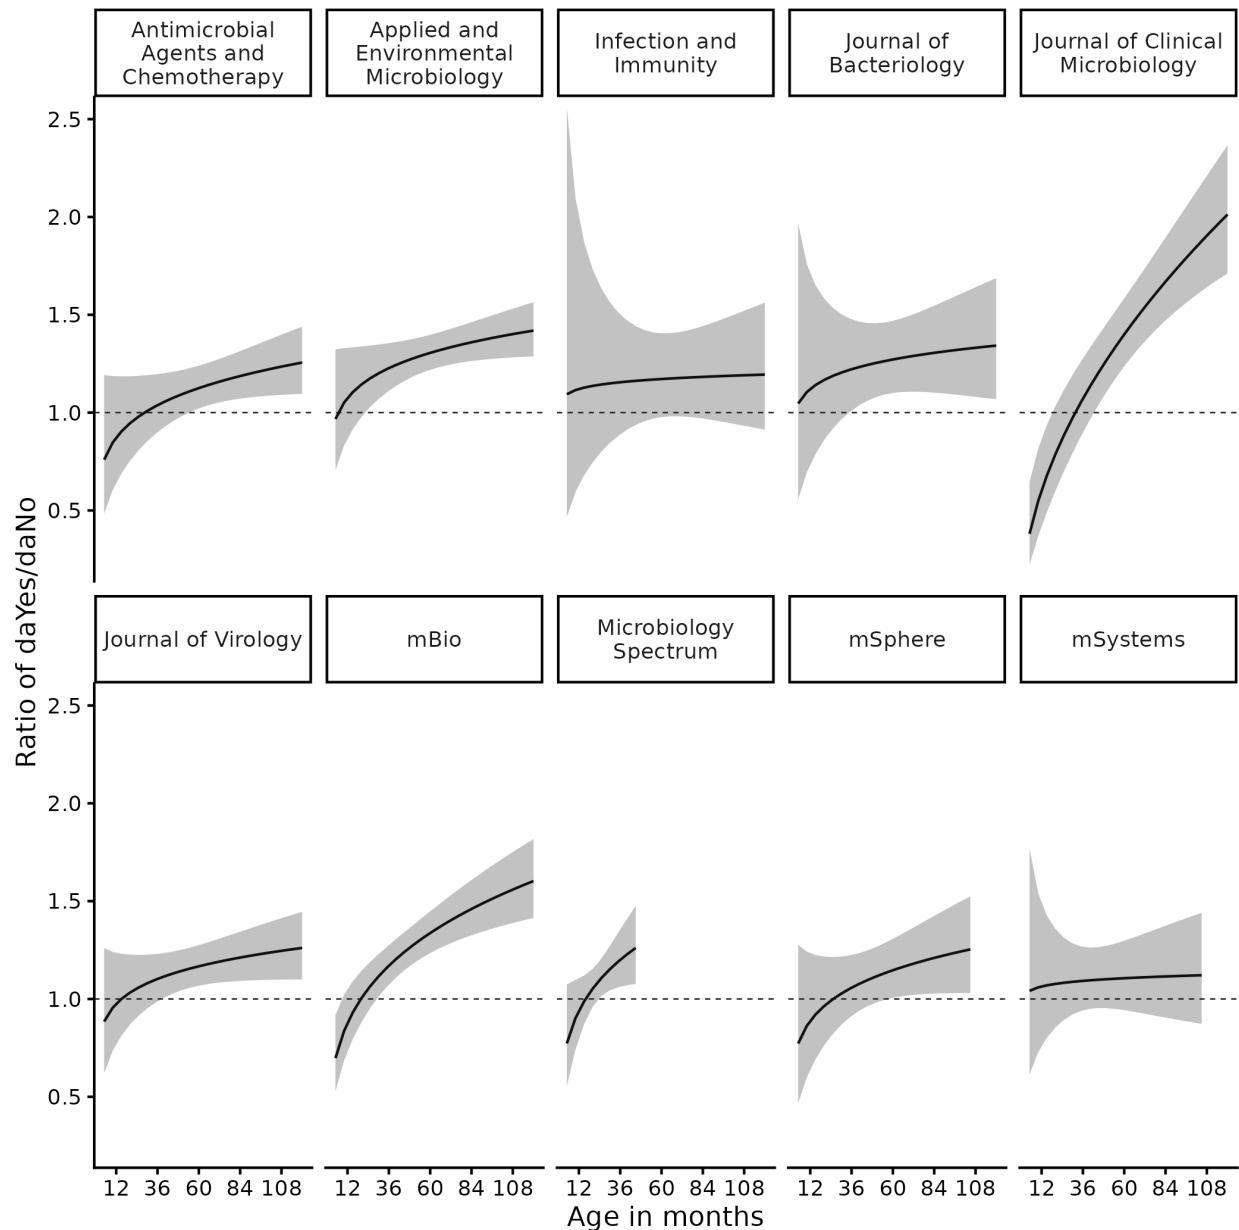 Antimicrobial
Agents and
Chemotherapy
Applied and
Environmental
Microbiology
Infection and
Immunity
Journal of
Bacteriology
Journal of Clinical
Microbiology
2.5
2.0
1.5
1.0
0.5
Ratio of daYes/daNo
Journal of Virology
mBio
Microbiology
Spectrum
mSphere
mSystems
2.5
2.0
1.5
1.0
0.5
12 36 60 84 108
12 36 60 84 108
12 36 60 84 108
12 36 60 84 108
12 36 60 84 108
Age in months